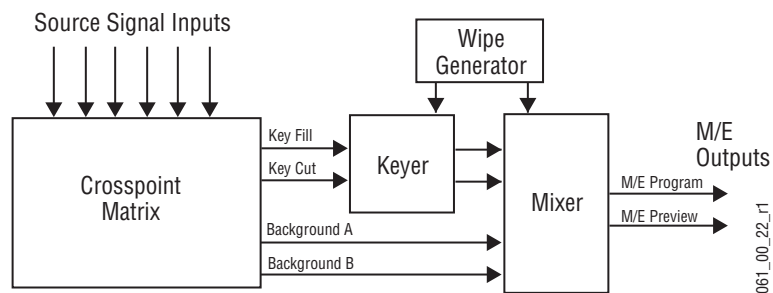 Source Signal Inputs
Wipe
Generator
Key Fill
Key Cut
Keyer
Crosspoint
Matrix
Mixer
M/E
Outputs
M/E Program
M/E Preview
Background A
Background B
061_00_22_r1